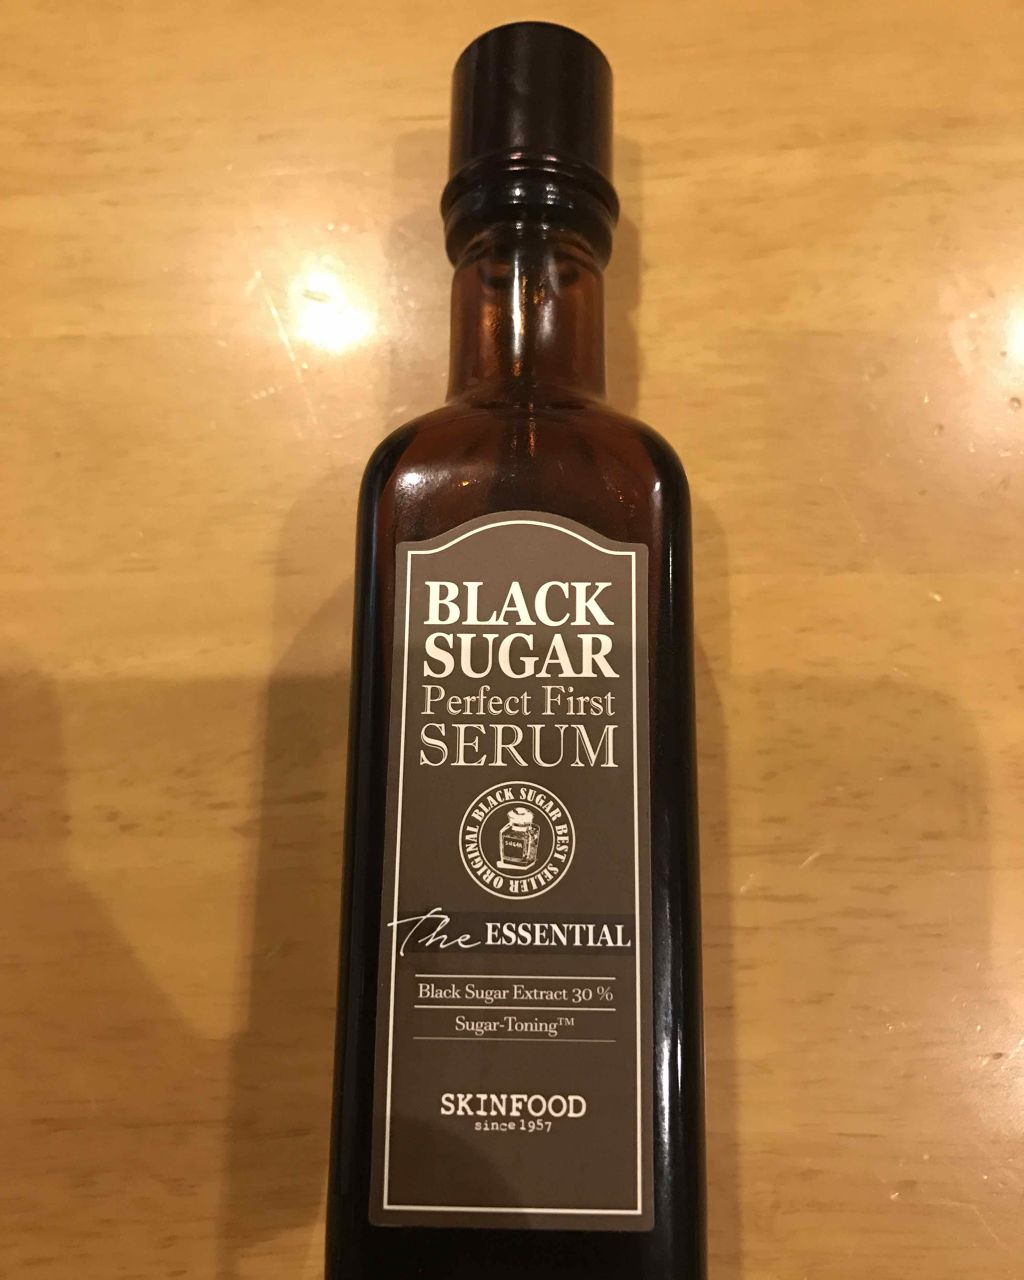 BLACK
SUGAR
Perfect First
SERUM
ORIGINAL BLACK SUGAR BEST SELLER
SUGAR
The ESSENTIAL
Black Sugar Extract 30 %
Sugar-Toning™
SKINFOOD
since 1957